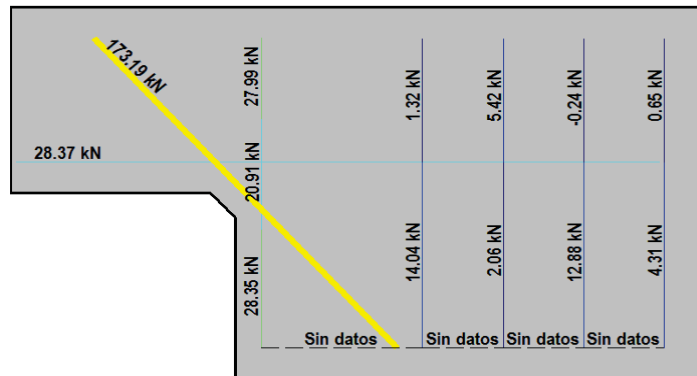 173.19 kN
27.99 kN
1.32 kN
5.42 kN
-0.24 kN
0.65 kN
28.37 kN
20.91 kN
28.35 kN
14.04 kN
2.06 kN
12.88 kN
4.31 kN
Sin datos
Sin datos
Sin datos
Sin datos